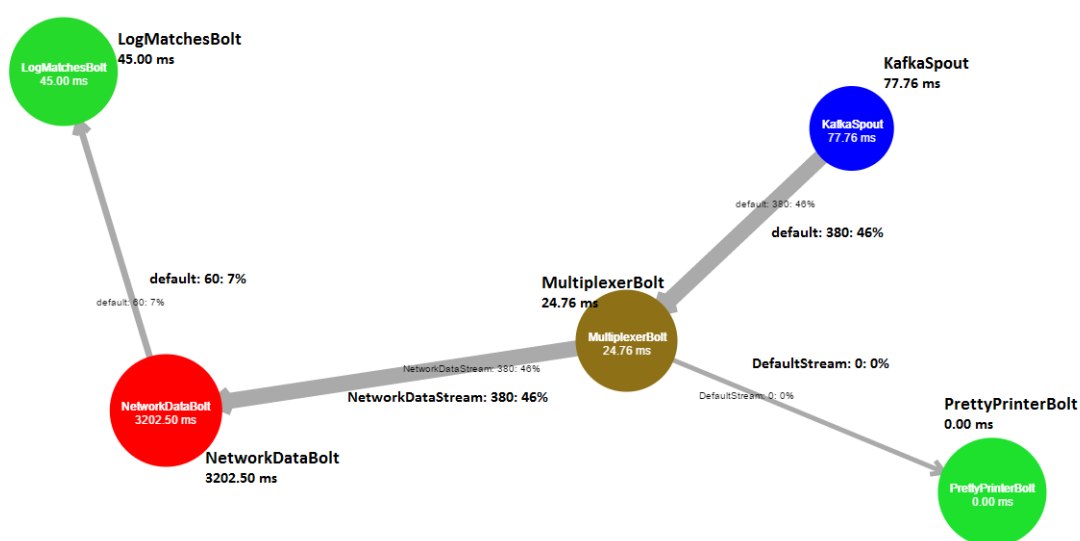 LogMatchesBolt
45.00 ms
LogMatchesBolt
45.00 ms
KafkaSpout
77.76 ms
KafkaSpout
77.76 ms
default: 380: 46%
default: 380: 46%
default: 60: 7%
default: 60: 7%
MultiplexerBolt
24.76 ms
MultiplexerBolt
24.76 ms
NetworkDataStream: 380: 46%
NetworkDataStream: 380: 46%
DefaultStream: 0: 0%
DefaultStream: 0: 0%
NetworkDataBolt
3202.50 ms
NetworkDataBolt
3202.50 ms
PrettyPrinterBolt
0.00 ms
PrettyPrinterBolt
0.00 ms